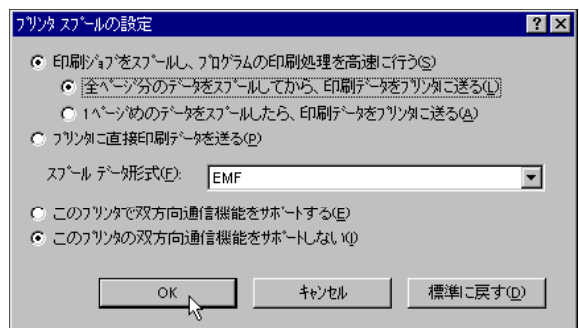 プリンタ スプールの設定
印刷ジョブをスプールし、プログラムの印刷処理を高速に行う(S)
全ページ分のデータをスプールしてから、印刷データをプリンタに送る(L)
1ページめのデータをスプールしたら、印刷データをプリンタに送る(A)
プリンタに直接印刷データを送る(P)
スプール データ形式(F): EMF
このプリンタで双方向通信機能をサポートする(E)
このプリンタの双方向通信機能をサポートしない(I)
OK キャンセル 標準に戻す(D)